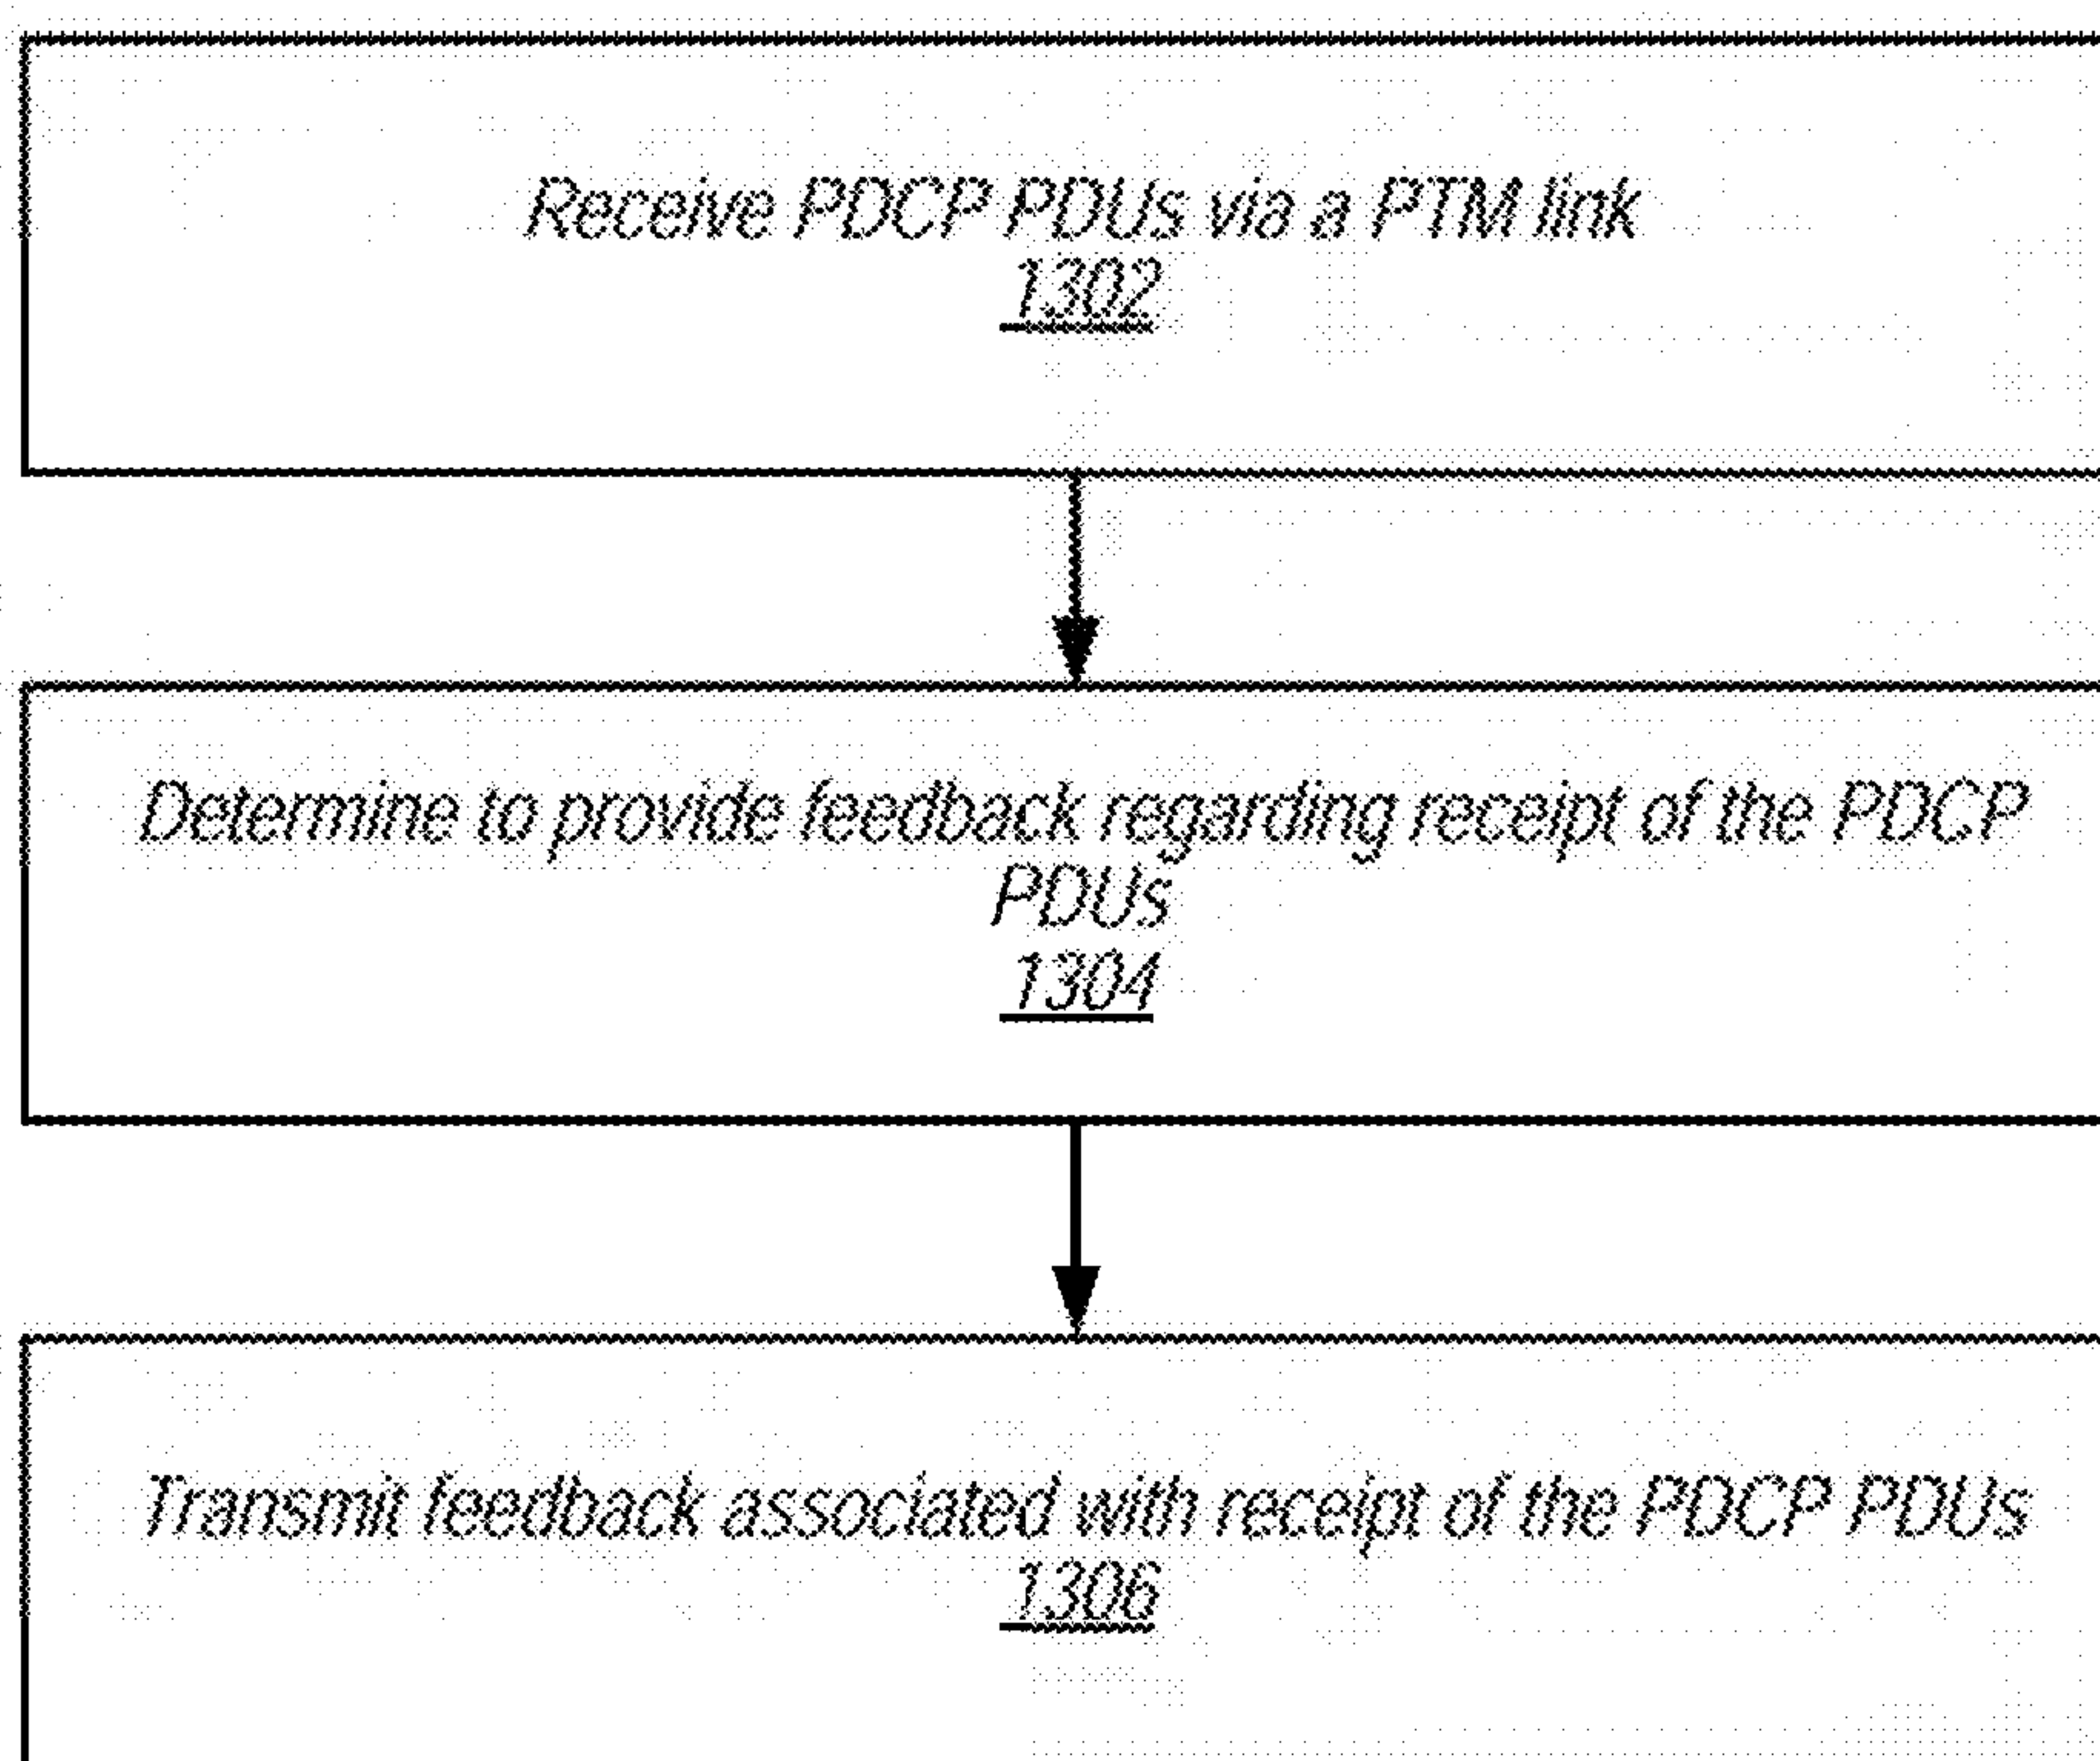 Receive PDCP PDUs via a PTM link
1302
Determine to provide feedback regarding receipt of the PDCP
PDUs
1304
Transmit feedback associated with receipt of the PDCP PDUs
1306